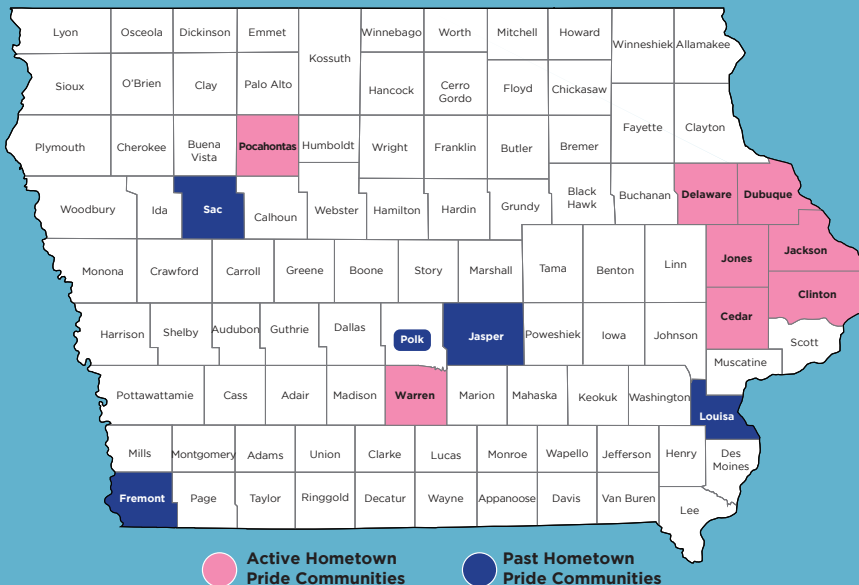 Lyon
Osceola
Dickinson
Emmet
Kossuth
Winnebago
Worth
Mitchell
Howard
Winneshiek
Allamakee
Sioux
O'Brien
Clay
Palo Alto
Hancock
Cerro
Gordo
Floyd
Chickasaw
Fayette
Clayton
Plymouth
Cherokee
Buena
Vista
Pocahontas
Humboldt
Wright
Franklin
Butler
Bremer
Woodbury
Ida
Sac
Calhoun
Webster
Hamilton
Hardin
Grundy
Black
Hawk
Buchanan
Delaware
Dubuque
Monona
Crawford
Carroll
Greene
Boone
Story
Marshall
Tama
Benton
Linn
Jones
Jackson
Clinton
Harrison
Shelby
Audubon
Guthrie
Dallas
Polk
Jasper
Poweshiek
Iowa
Johnson
Cedar
Scott
Muscatine
Pottawattamie
Cass
Adair
Madison
Warren
Marion
Mahaska
Keokuk
Washington
Louisa
Mills
Montgomery
Adams
Union
Clarke
Lucas
Monroe
Wapello
Jefferson
Henry
Des
Moines
Fremont
Page
Taylor
Ringgold
Decatur
Wayne
Appanoose
Davis
Van Buren
Lee
Active Hometown
Pride Communities
Past Hometown
Pride Communities